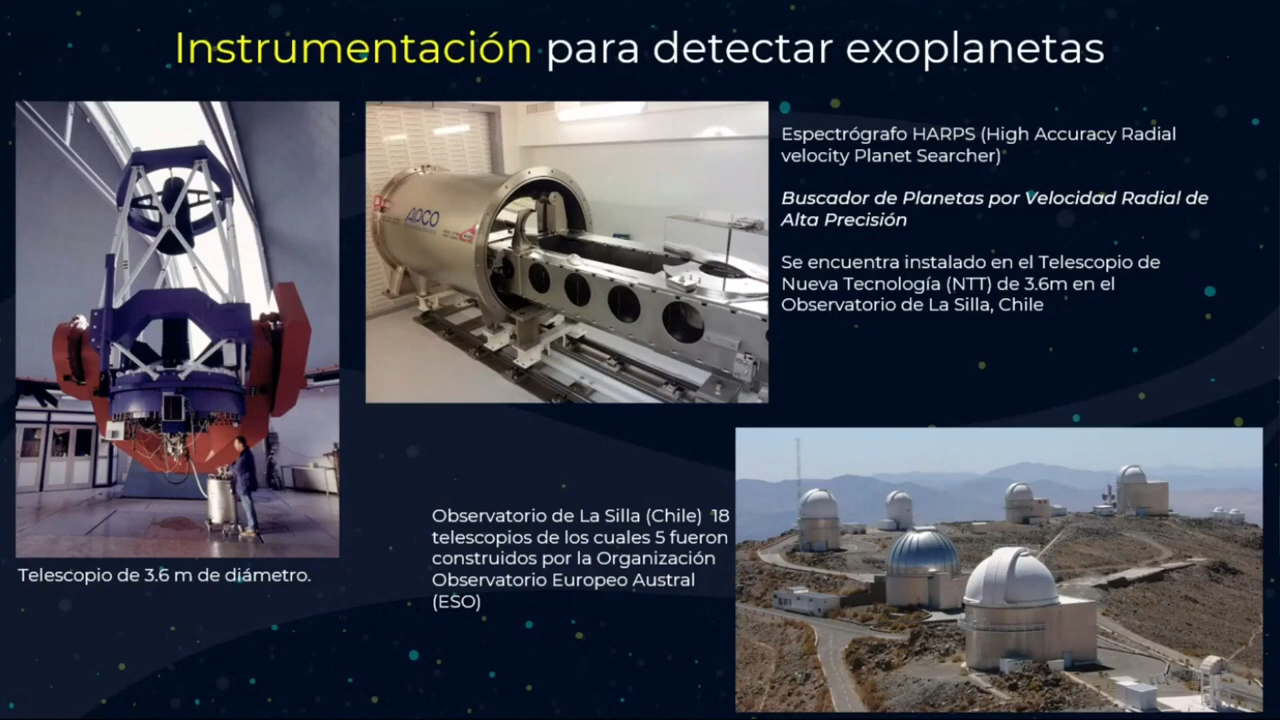 Instrumentación para detectar exoplanetas
ADCO
Espectrógrafo HARPS (High Accuracy Radial
velocity Planet Searcher)
Buscador de Planetas por Velocidad Radial de
Alta Precisión
Se encuentra instalado en el Telescopio de
Nueva Tecnología (NTT) de 3.6m en el
Observatorio de La Silla, Chile
Observatorio de La Silla (Chile) 18
telescopios de los cuales 5 fueron
construidos por la Organización
Observatorio Europeo Austral
(ESO)
Telescopio de 3.6 m de diámetro.